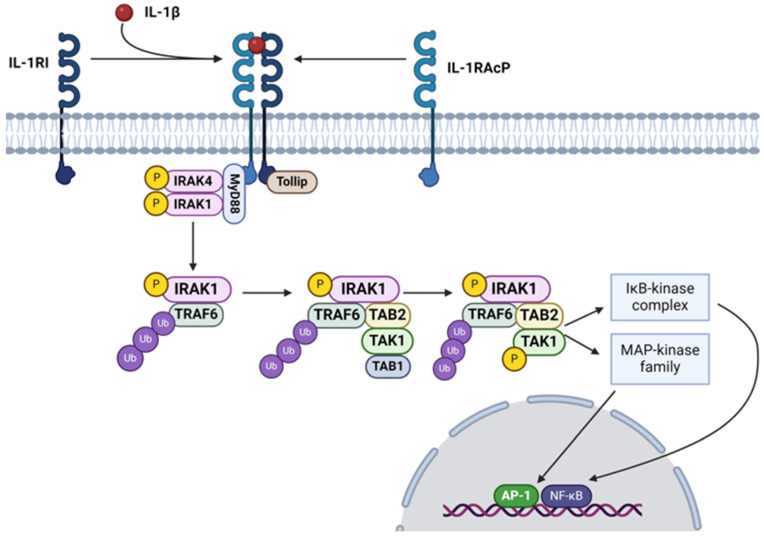 IL-1β
IL-1RI
IL-1RAcP
P
IRAK4
P
IRAK1
MyD88
Tollip
P
IRAK1
TRAF6
Ub
Ub
Ub
P
IRAK1
TRAF6
TAB2
TAK1
TAB1
Ub
Ub
Ub
P
IRAK1
TRAF6
TAB2
TAK1
P
Ub
Ub
Ub
IκB-kinase
complex
MAP-kinase
family
AP-1
NF-κB